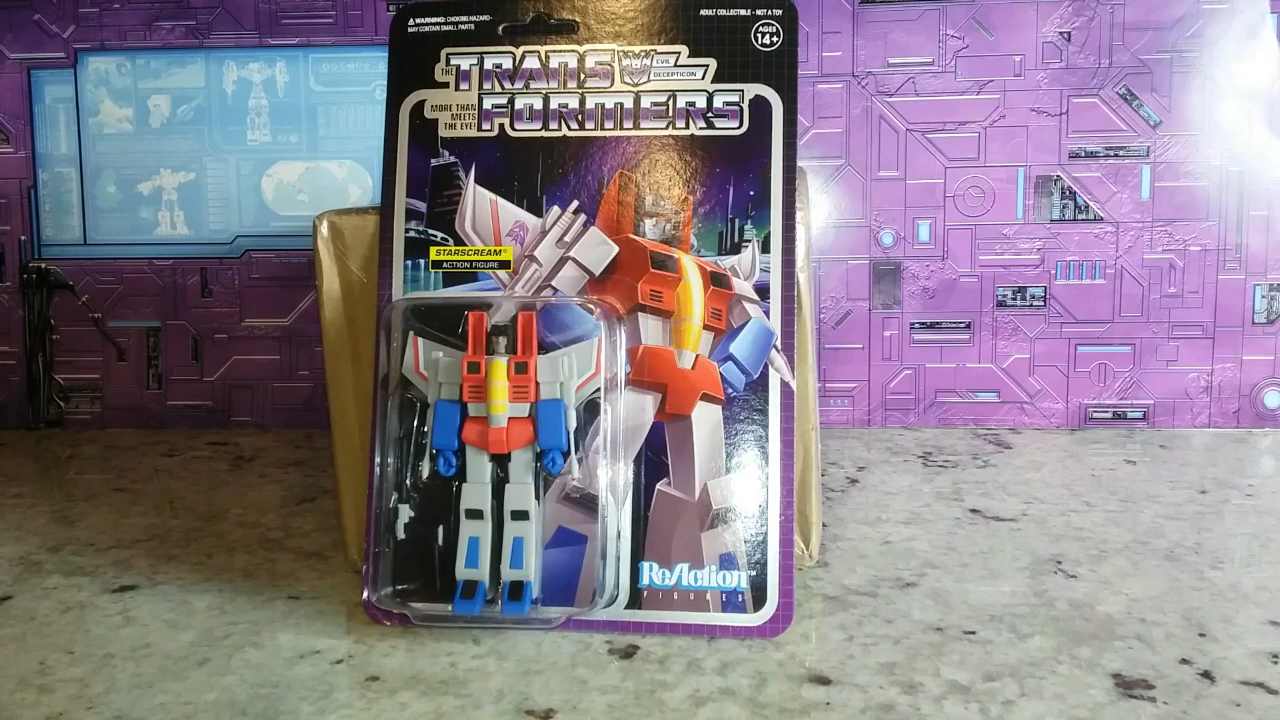 ⚠ WARNING: CHOKING HAZARD-
MAY CONTAIN SMALL PARTS
ADULT COLLECTIBLE - NOT A TOY
AGES
14+
THE TRANS
EVIL
DECEPTICON
MORE THAN
MEETS
THE EYE!
FORMERS
STARSCREAM®
ACTION FIGURE
ReAction™
FIGURES